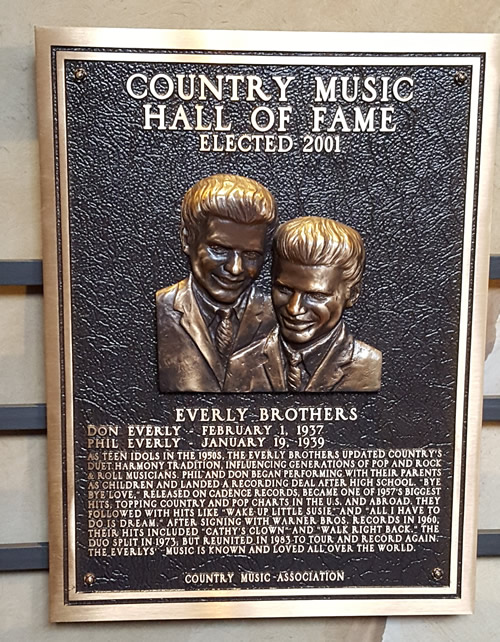 COUNTRY MUSIC
HALL OF FAME
ELECTED 2001
EVERLY BROTHERS
DON EVERLY - FEBRUARY 1, 1937
PHIL EVERLY - JANUARY 19, 1939
AS TEEN IDOLS IN THE 1950S, THE EVERLY BROTHERS UPDATED COUNTRY'S
DUET HARMONY TRADITION, INFLUENCING GENERATIONS OF POP AND ROCK
& ROLL MUSICIANS. PHIL AND DON BEGAN PERFORMING WITH THEIR PARENTS
AS CHILDREN AND LANDED A RECORDING DEAL AFTER HIGH SCHOOL. "BYE
BYE LOVE," RELEASED ON CADENCE RECORDS, BECAME ONE OF 1957'S BIGGEST
HITS, TOPPING COUNTRY AND POP CHARTS IN THE U.S. AND ABROAD. THEY
FOLLOWED WITH HITS LIKE "WAKE UP LITTLE SUSIE" AND "ALL I HAVE TO
DO IS DREAM." AFTER SIGNING WITH WARNER BROS. RECORDS IN 1960,
THEIR HITS INCLUDED "CATHY'S CLOWN" AND "WALK RIGHT BACK." THE
DUO SPLIT IN 1973, BUT REUNITED IN 1983 TO TOUR AND RECORD AGAIN.
THE EVERLYS' MUSIC IS KNOWN AND LOVED ALL OVER THE WORLD.
COUNTRY MUSIC ASSOCIATION